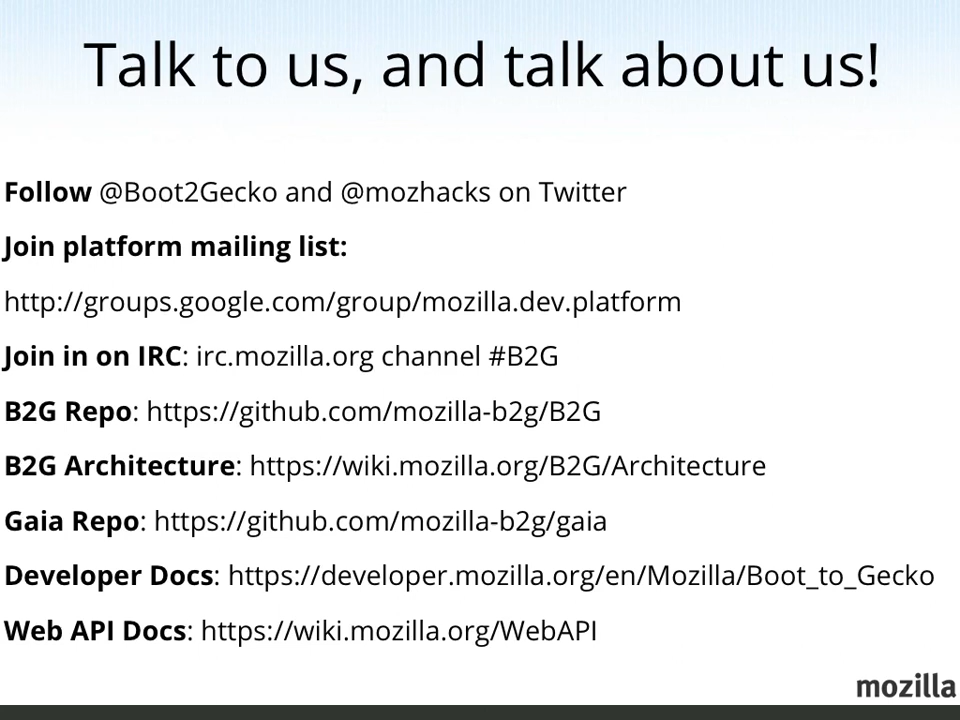 Talk to us, and talk about us!
Follow @Boot2Gecko and @mozhacks on Twitter
Join platform mailing list:
http://groups.google.com/group/mozilla.dev.platform
Join in on IRC: irc.mozilla.org channel #B2G
B2G Repo: https://github.com/mozilla-b2g/B2G
B2G Architecture: https://wiki.mozilla.org/B2G/Architecture
Gaia Repo: https://github.com/mozilla-b2g/gaia
Developer Docs: https://developer.mozilla.org/en/Mozilla/Boot_to_Gecko
Web API Docs: https://wiki.mozilla.org/WebAPI
mozilla